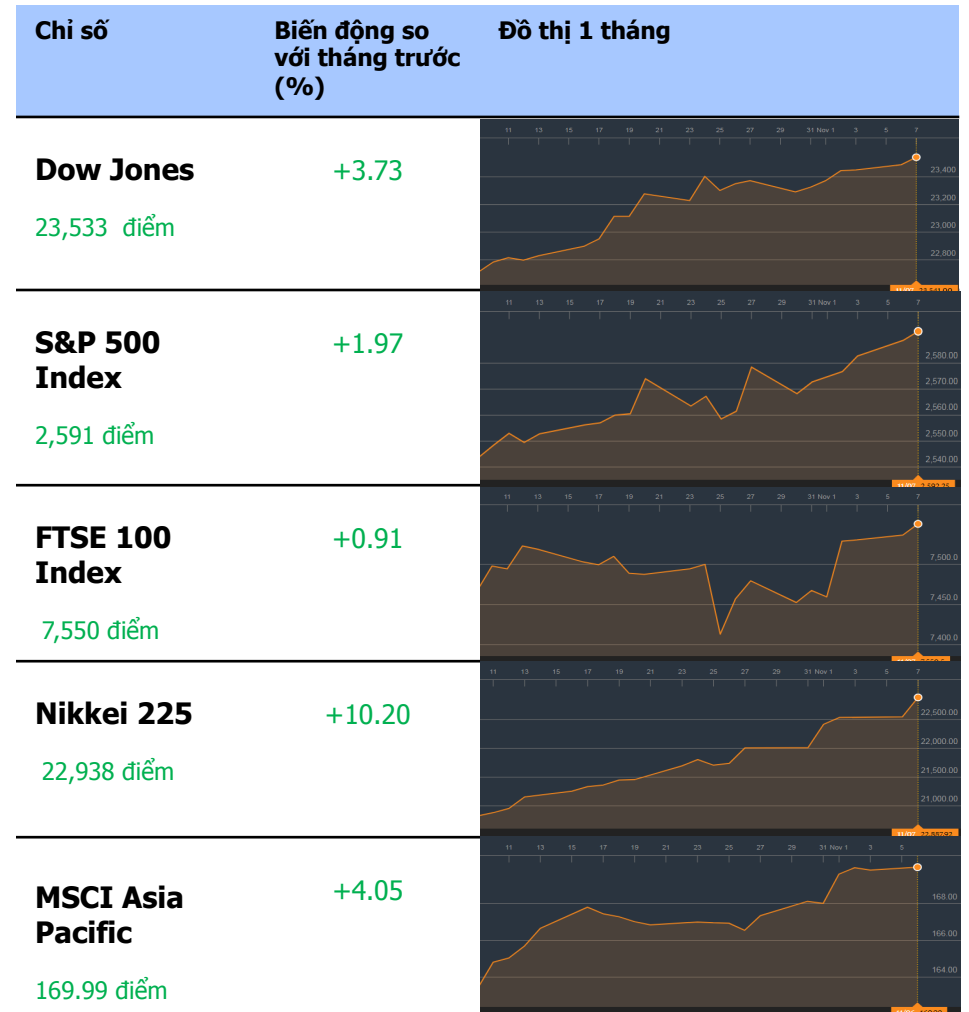 Chỉ số
Biến động so
với tháng trước
(%)
Đồ thị 1 tháng
Dow Jones
23,533 điểm
+3.73
11 13 15 17 19 21 23 25 27 29 31 Nov 1 3 5 7
23,400
23,200
23,000
22,800
S&P 500
Index
2,591 điểm
+1.97
11 13 15 17 19 21 23 25 27 29 31 Nov 1 3 5 7
2,580.00
2,570.00
2,560.00
2,550.00
2,540.00
FTSE 100
Index
7,550 điểm
+0.91
11 13 15 17 19 21 23 25 27 29 31 Nov 1 3 5 7
7,500.0
7,450.0
7,400.0
Nikkei 225
22,938 điểm
+10.20
11 13 15 17 19 21 23 25 27 29 31 Nov 1 3 5 7
22,500.00
22,000.00
21,500.00
21,000.00
MSCI Asia
Pacific
169.99 điểm
+4.05
11 13 15 17 19 21 23 25 27 29 31 Nov 1 3 5
168.00
166.00
164.00